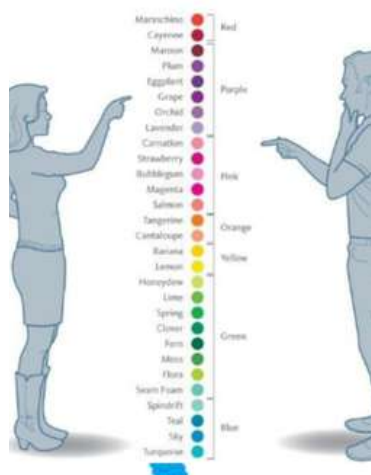 Maraschino
Red
Cayenne
Maroon
Plum
Eggplant
Purple
Grape
Orchid
Lavender
Carnation
Strawberry
Bubblegum
Pink
Magenta
Salmon
Tangerine
Orange
Cantaloupe
Banana
Yellow
Lemon
Honeydew
Lime
Spring
Clover
Green
Fern
Moss
Flora
Seam Foam
Spindrift
Teal
Blue
Sky
Turquoise